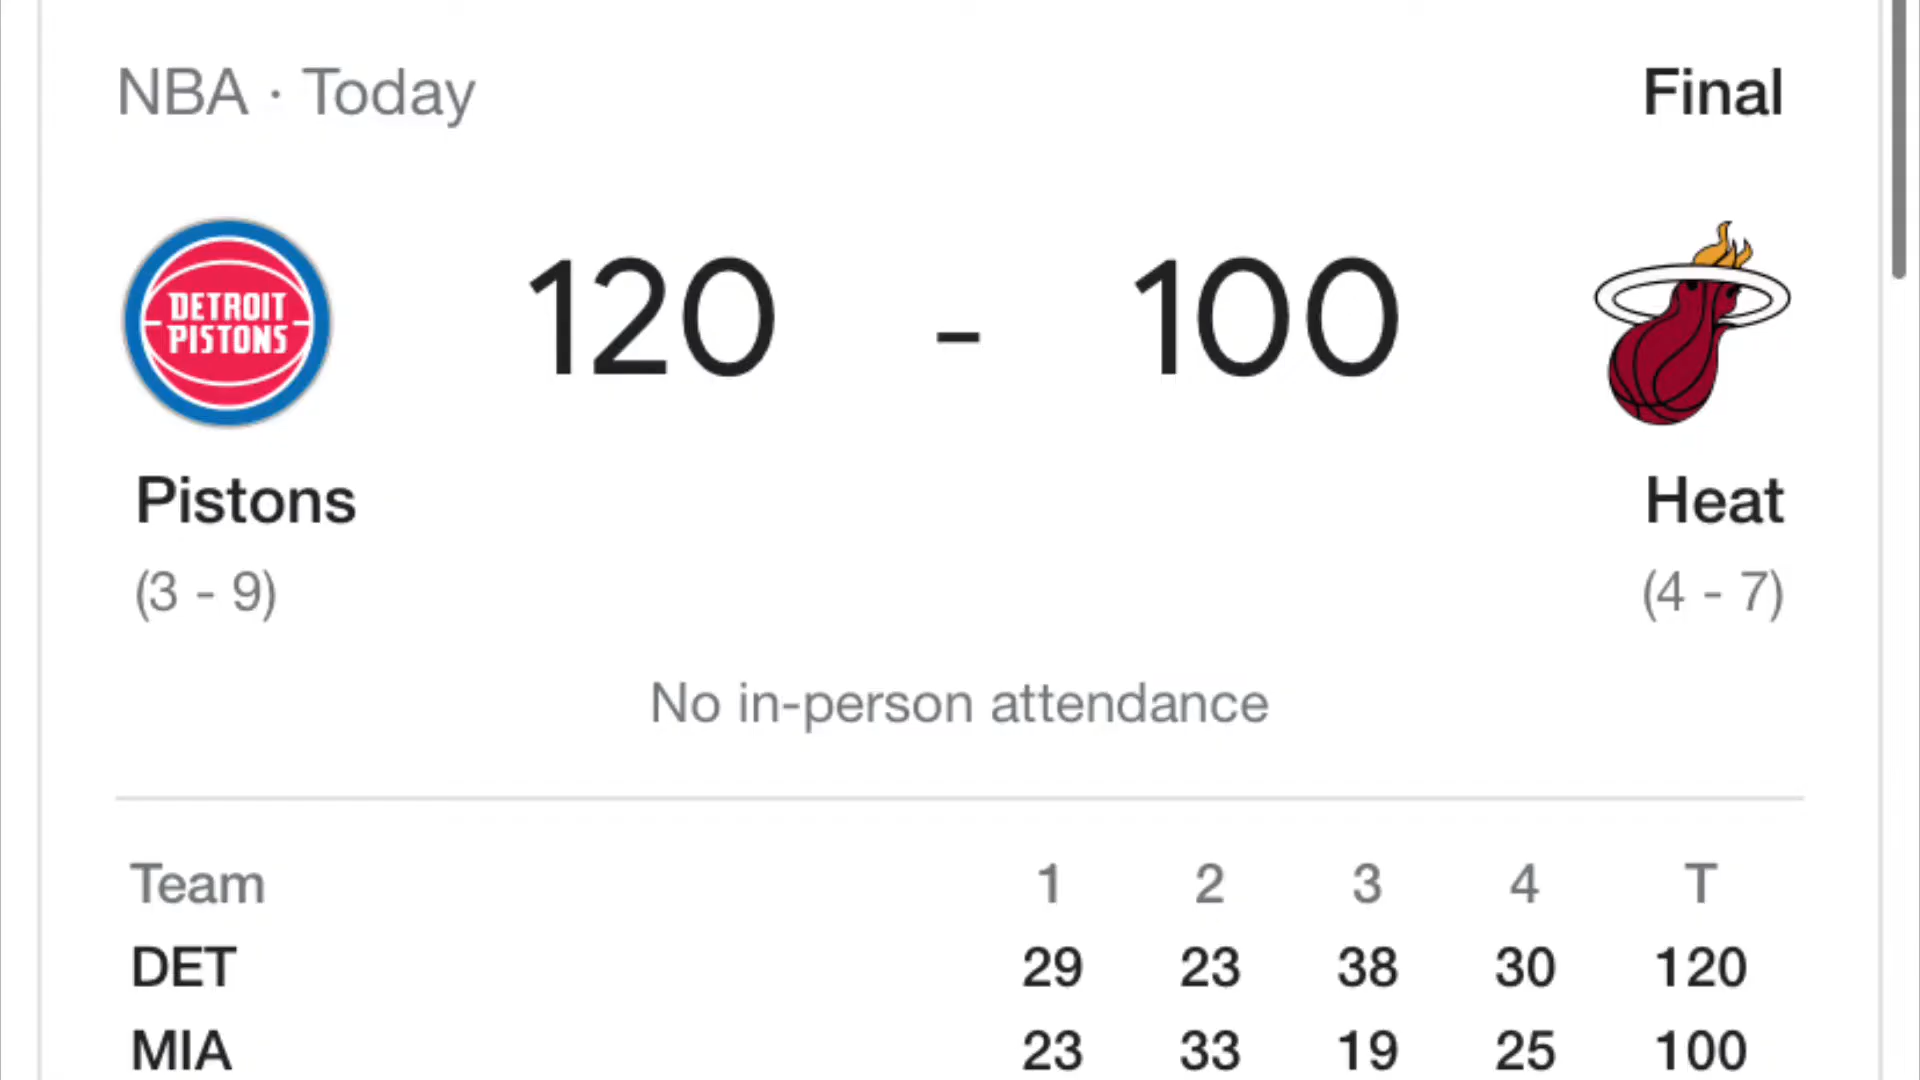 NBA · Today Final
DETROIT
PISTONS
120 - 100
Pistons Heat
(3 - 9) (4 - 7)
No in-person attendance
Team 1 2 3 4 T
DET 29 23 38 30 120
MIA 23 33 19 25 100